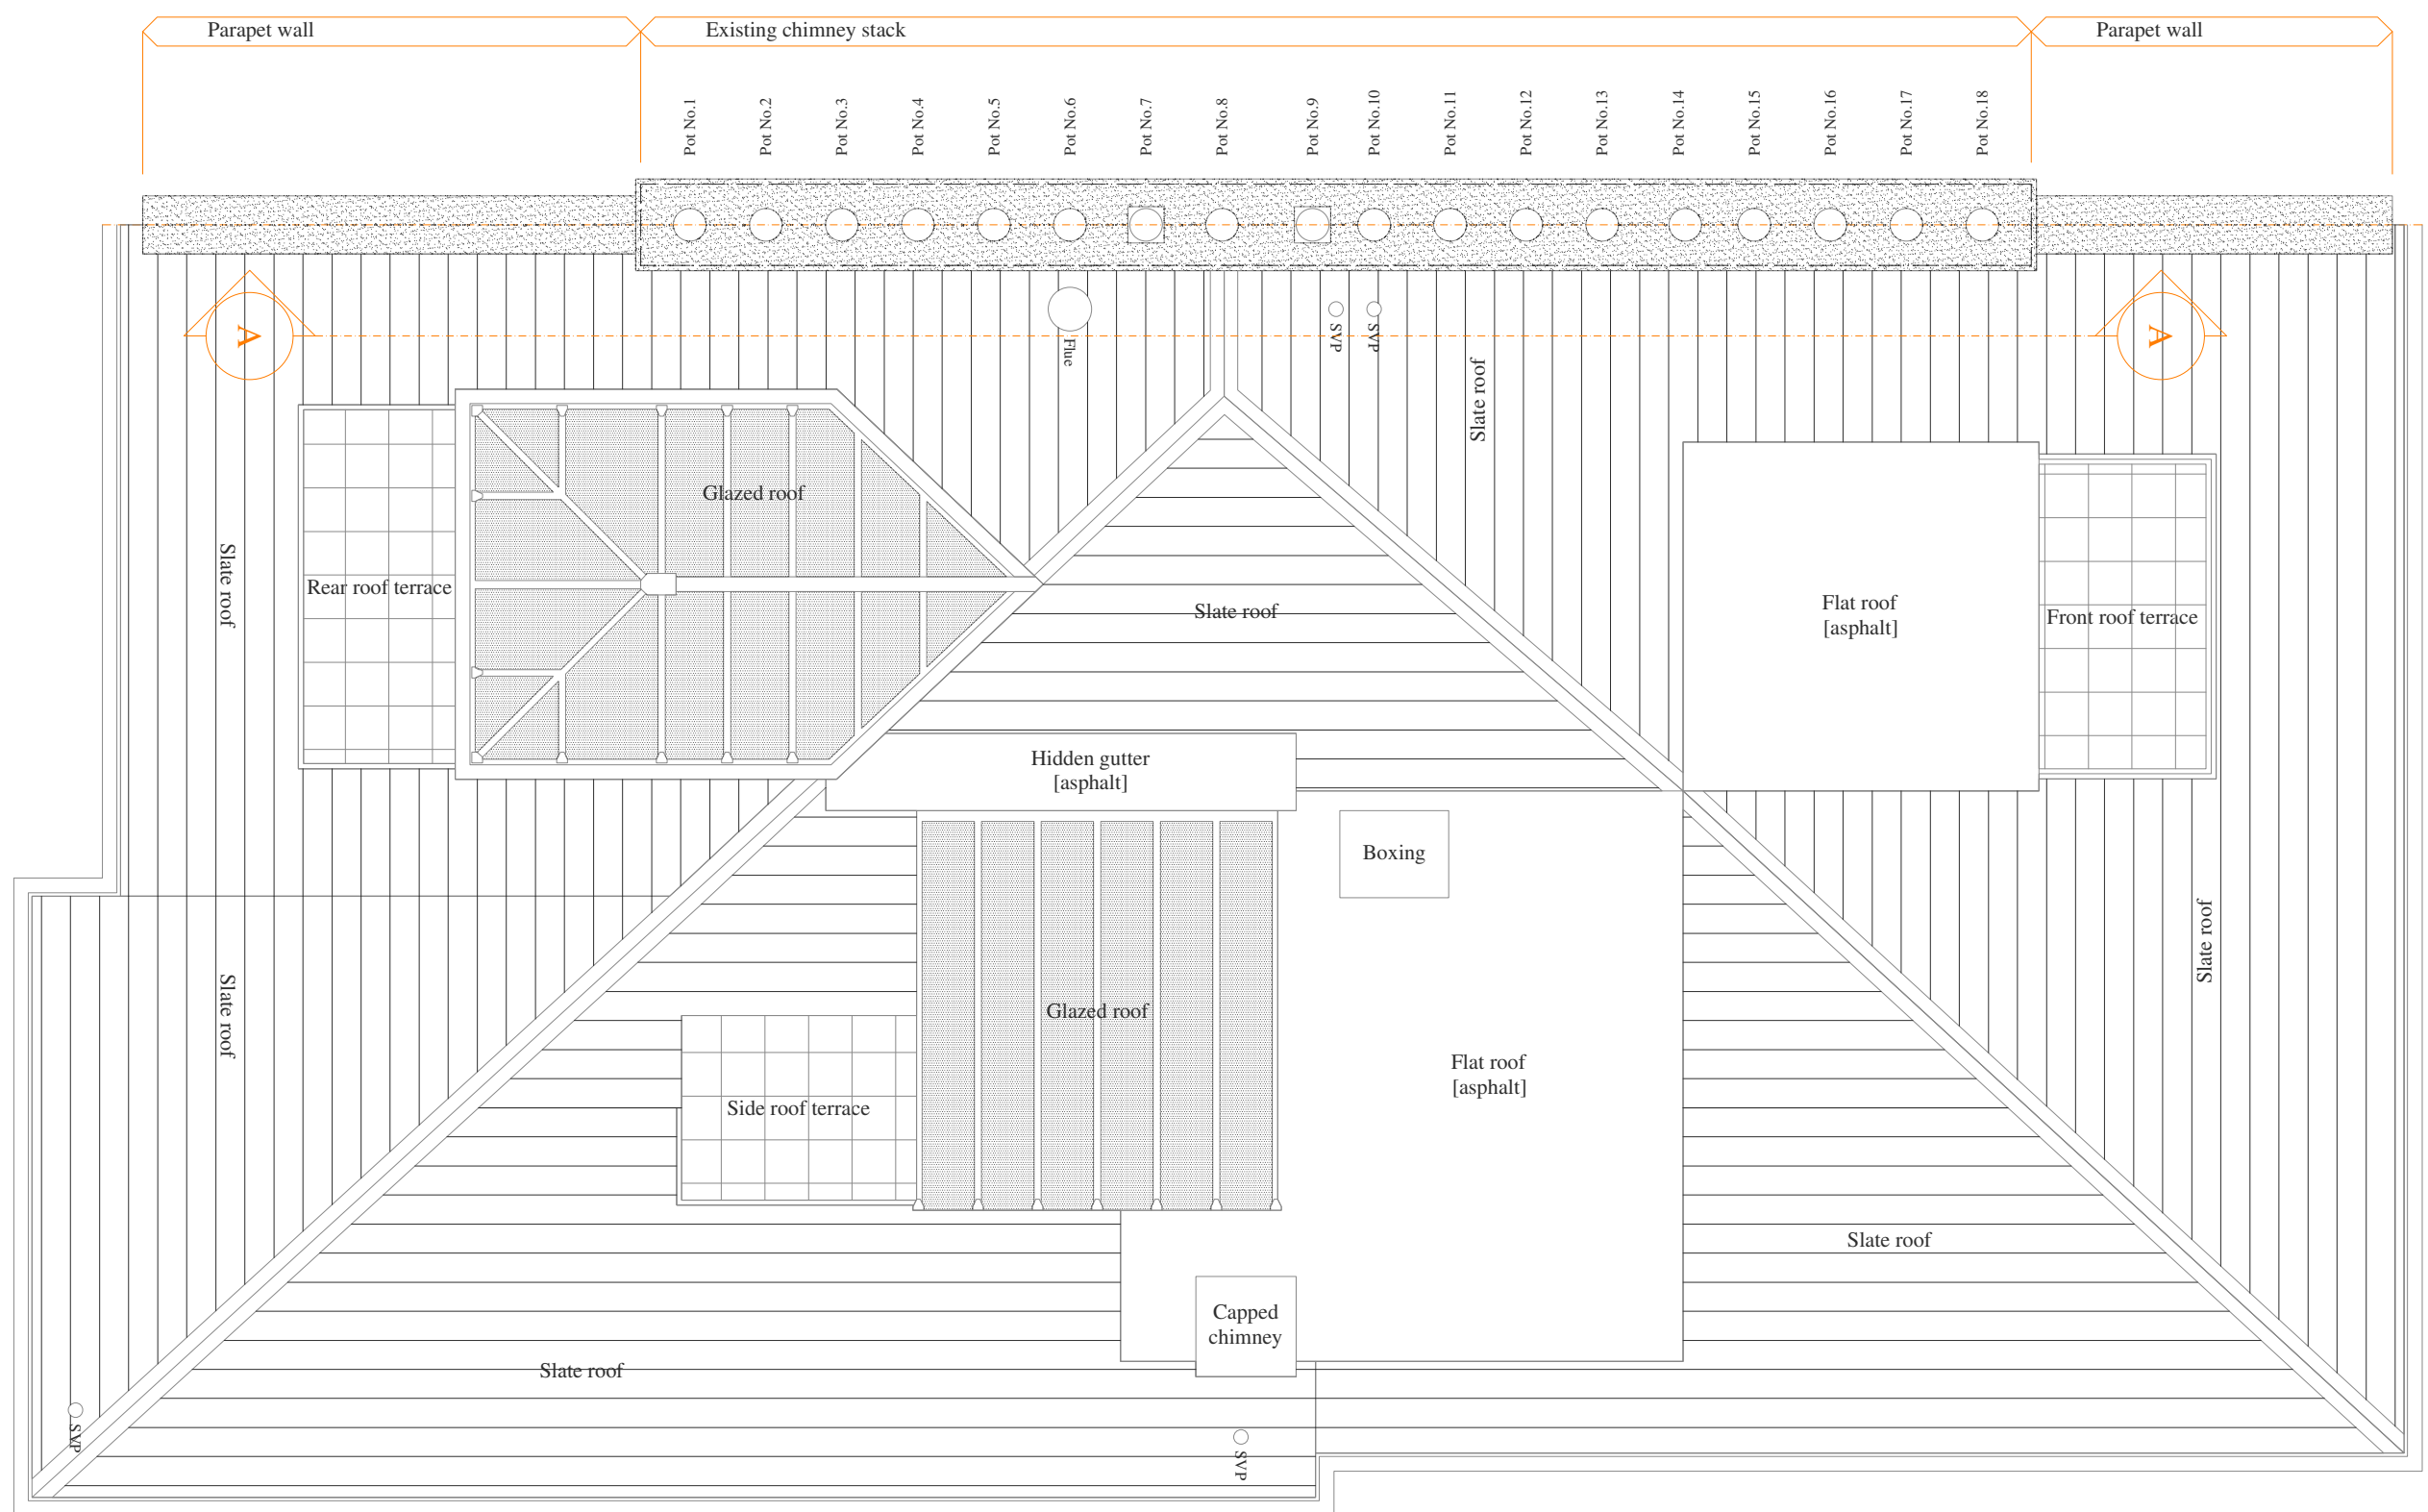 Parapet wall
Existing chimney stack
Parapet wall
Pot No.1
Pot No.2
Pot No.3
Pot No.4
Pot No.5
Pot No.6
Pot No.7
Pot No.8
Pot No.9
Pot No.10
Pot No.11
Pot No.12
Pot No.13
Pot No.14
Pot No.15
Pot No.16
Pot No.17
Pot No.18
A
Flue
SVP
SVP
A
Slate roof
Glazed roof
Slate roof
Rear roof terrace
Slate roof
Flat roof
[asphalt]
Front roof terrace
Hidden gutter
[asphalt]
Boxing
Slate roof
Slate roof
Glazed roof
Flat roof
[asphalt]
Side roof terrace
Slate roof
Capped
chimney
Slate roof
SVP
SVP